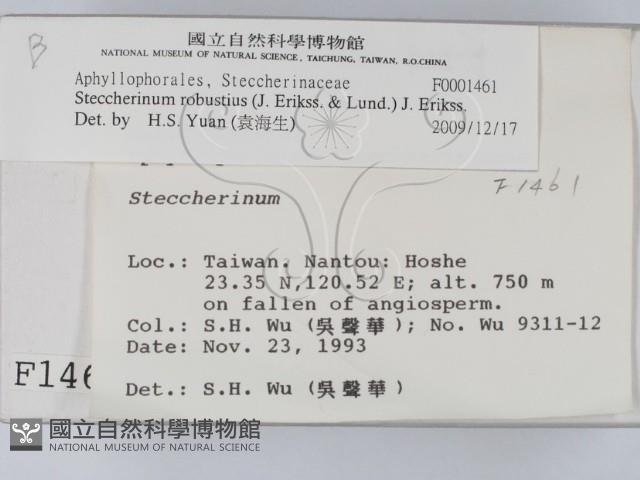 B
國立自然科學博物館
NATIONAL MUSEUM OF NATURAL SCIENCE, TAICHUNG, TAIWAN, R.O.CHINA
Aphyllophorales, Steccherinaceae F0001461
Steccherinum robustius (J. Erikss. & Lund.) J. Erikss.
Det. by H.S. Yuan (袁海生) 2009/12/17
F1461
Steccherinum
Loc.: Taiwan. Nantou: Hoshe
23.35 N,120.52 E; alt. 750 m
on fallen of angiosperm.
Col.: S.H. Wu (吳聲華); No. Wu 9311-12
Date: Nov. 23, 1993
F146
Det.: S.H. Wu (吳聲華)
國立自然科學博物館
NATIONAL MUSEUM OF NATURAL SCIENCE